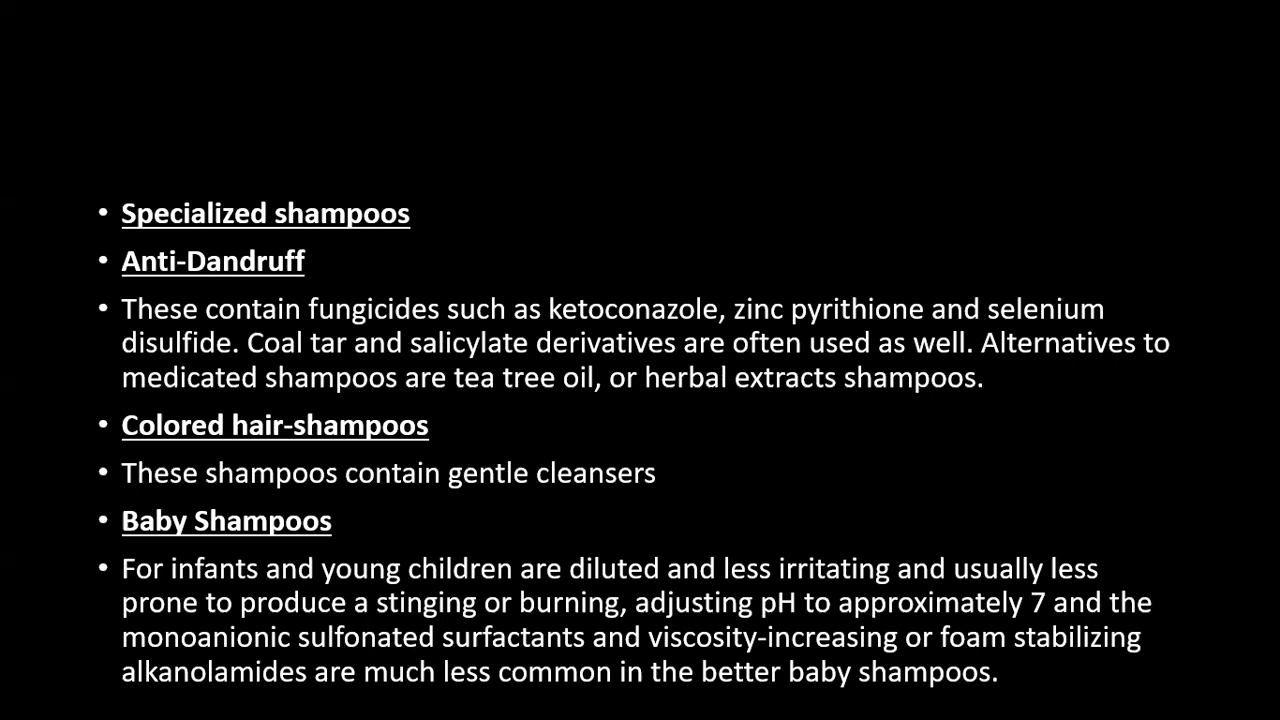 • Specialized shampoos
• Anti-Dandruff
• These contain fungicides such as ketoconazole, zinc pyrithione and selenium
disulfide. Coal tar and salicylate derivatives are often used as well. Alternatives to
medicated shampoos are tea tree oil, or herbal extracts shampoos.
• Colored hair-shampoos
• These shampoos contain gentle cleansers
• Baby Shampoos
• For infants and young children are diluted and less irritating and usually less
prone to produce a stinging or burning, adjusting pH to approximately 7 and the
monoanionic sulfonated surfactants and viscosity-increasing or foam stabilizing
alkanolamides are much less common in the better baby shampoos.